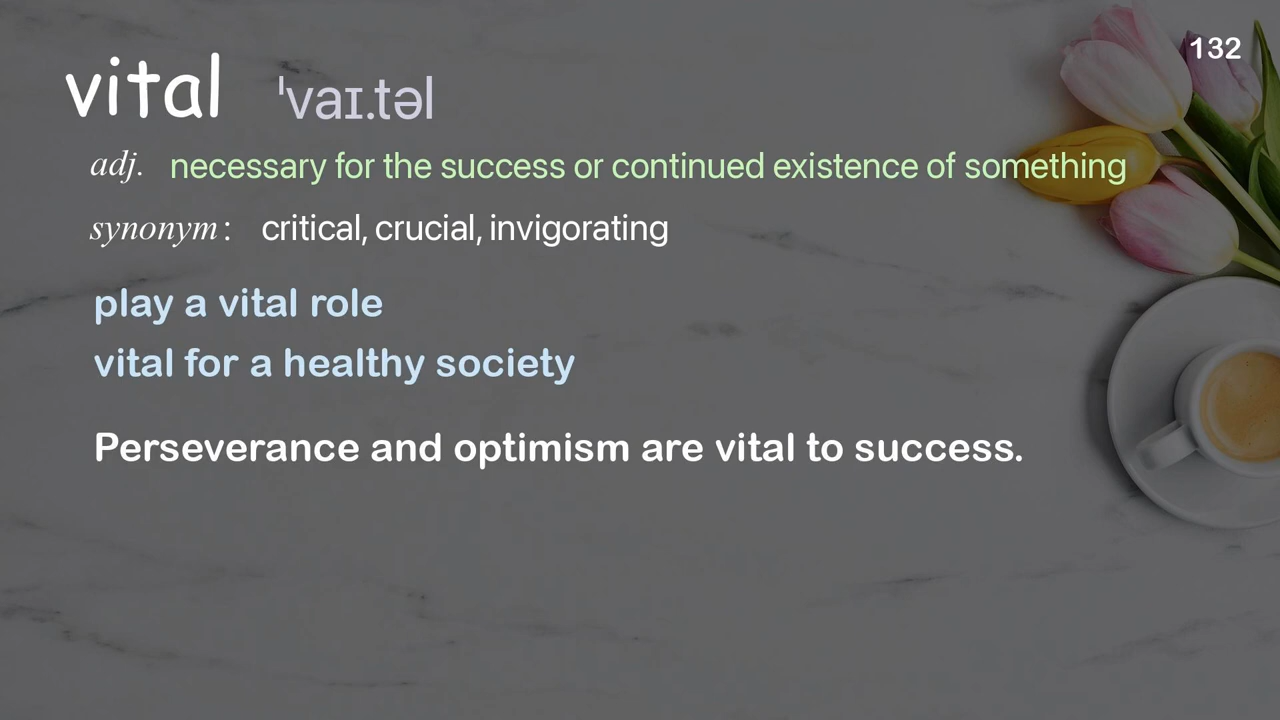 132
vital ˈvaɪ.təl
adj. necessary for the success or continued existence of something
synonym: critical, crucial, invigorating
play a vital role
vital for a healthy society
Perseverance and optimism are vital to success.